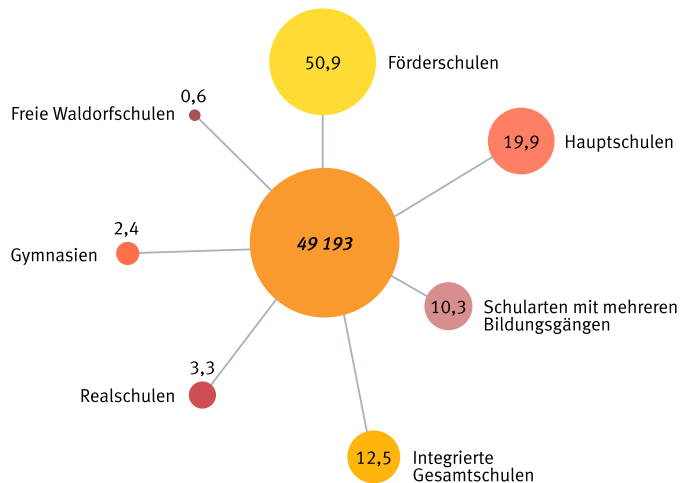 50,9
Förderschulen
0,6
Freie Waldorfschulen
19,9
Hauptschulen
2,4
Gymnasien
49 193
10,3
Schularten mit mehreren
Bildungsgängen
3,3
Realschulen
12,5
Integrierte
Gesamtschulen